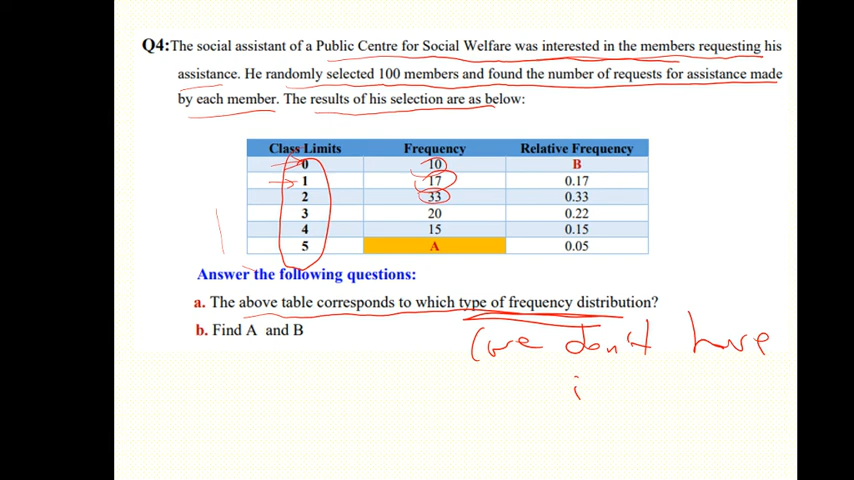 Q4:The social assistant of a Public Centre for Social Welfare was interested in the members requesting his
assistance. He randomly selected 100 members and found the number of requests for assistance made
by each member. The results of his selection are as below:
Class Limits Frequency Relative Frequency
0 10 B
1 17 0.17
2 33 0.33
3 20 0.22
4 15 0.15
5 A 0.05
Answer the following questions:
a. The above table corresponds to which type of frequency distribution?
b. Find A and B
(we don't have
i